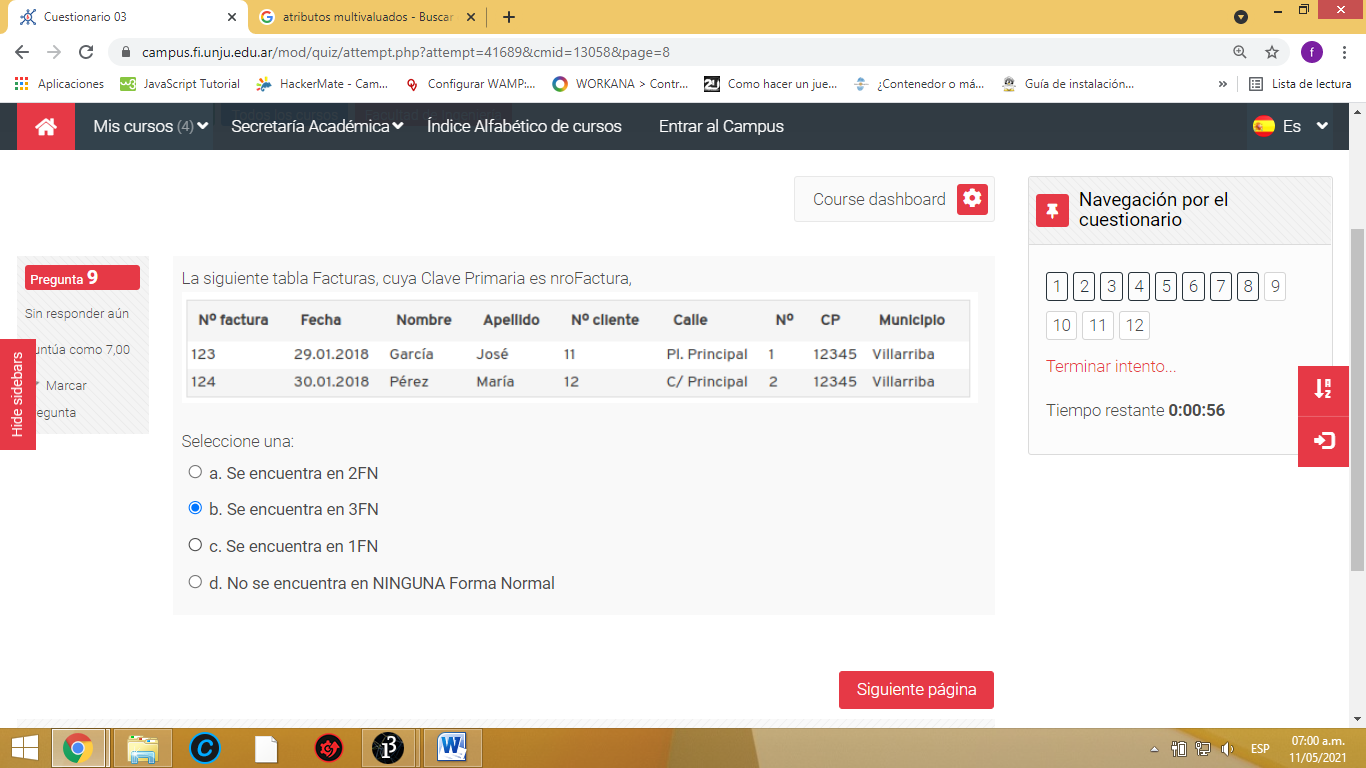 Cuestionario 03
atributos multivaluados - Buscar
campus.fi.unju.edu.ar/mod/quiz/attempt.php?attempt=41689&cmid=13058&page=8
f
Aplicaciones JavaScript Tutorial HackerMate - Cam... Configurar WAMP:... WORKANA > Contr... Como hacer un jue... ¿Contenedor o má... Guía de instalación... » Lista de lectura
Mis cursos (4) Secretaría Académica Índice Alfabético de cursos Entrar al Campus Es
Course dashboard
Navegación por el
cuestionario
1 2 3 4 5 6 7 8 9
10 11 12
Terminar intento...
Tiempo restante 0:00:56
Hide sidebars
Pregunta 9
Sin responder aún
untúa como 7,00
Marcar
egunta
La siguiente tabla Facturas, cuya Clave Primaria es nroFactura,
Nº factura Fecha Nombre Apellido Nº cliente Calle Nº CP Municipio
123 29.01.2018 García José 11 Pl. Principal 1 12345 Villarriba
124 30.01.2018 Pérez María 12 C/ Principal 2 12345 Villarriba
Seleccione una:
a. Se encuentra en 2FN
b. Se encuentra en 3FN
c. Se encuentra en 1FN
d. No se encuentra en NINGUNA Forma Normal
Siguiente página
ESP
07:00 a.m.
11/05/2021